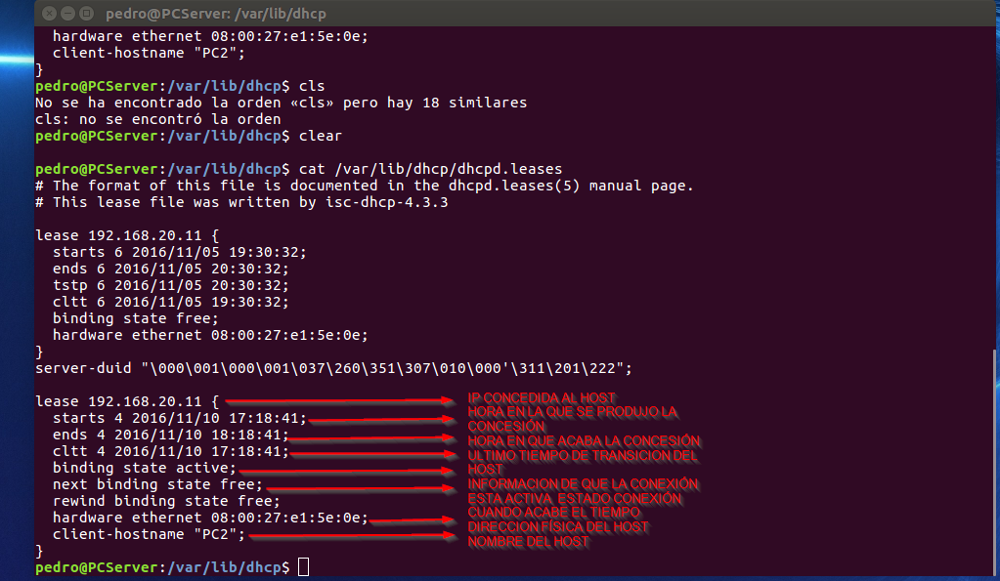 pedro@PCServer: /var/lib/dhcp
hardware ethernet 08:00:27:e1:5e:0e;
client-hostname "PC2";
}
pedro@PCServer:/var/lib/dhcp$ cls
No se ha encontrado la orden «cls» pero hay 18 similares
cls: no se encontró la orden
pedro@PCServer:/var/lib/dhcp$ clear
pedro@PCServer:/var/lib/dhcp$ cat /var/lib/dhcp/dhcpd.leases
# The format of this file is documented in the dhcpd.leases(5) manual page.
# This lease file was written by isc-dhcp-4.3.3
lease 192.168.20.11 {
starts 6 2016/11/05 19:30:32;
ends 6 2016/11/05 20:30:32;
tstp 6 2016/11/05 20:30:32;
cltt 6 2016/11/05 19:30:32;
binding state free;
hardware ethernet 08:00:27:e1:5e:0e;
}
server-duid "\000\001\000\001\037\260\351\307\010\000'\311\201\222";
lease 192.168.20.11 {
starts 4 2016/11/10 17:18:41;
ends 4 2016/11/10 18:18:41;
cltt 4 2016/11/10 17:18:41;
binding state active;
next binding state free;
rewind binding state free;
hardware ethernet 08:00:27:e1:5e:0e;
client-hostname "PC2";
}
pedro@PCServer:/var/lib/dhcp$
IP CONCEDIDA AL HOST
HORA EN LA QUE SE PRODUJO LA
CONCESIÓN
HORA EN QUE ACABA LA CONCESIÓN
ULTIMO TIEMPO DE TRANSICION DEL
HOST
INFORMACION DE QUE LA CONEXIÓN
ESTA ACTIVA ESTADO CONEXIÓN
CUANDO ACABE EL TIEMPO
DIRECCION FÍSICA DEL HOST
NOMBRE DEL HOST